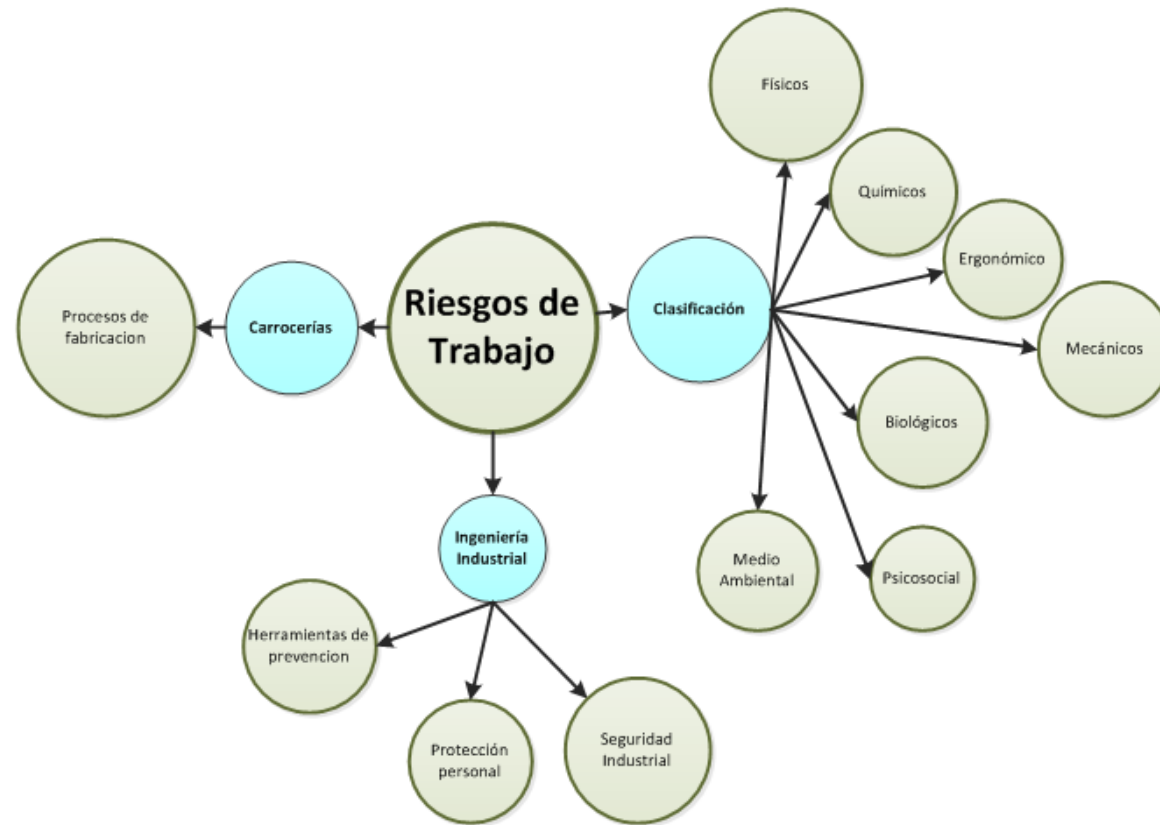 Físicos
Químicos
Ergonómico
Mecánicos
Biológicos
Psicosocial
Medio
Ambiental
Clasificación
Riesgos de
Trabajo
Carrocerías
Procesos de
fabricacion
Ingeniería
Industrial
Herramientas de
prevencion
Protección
personal
Seguridad
Industrial